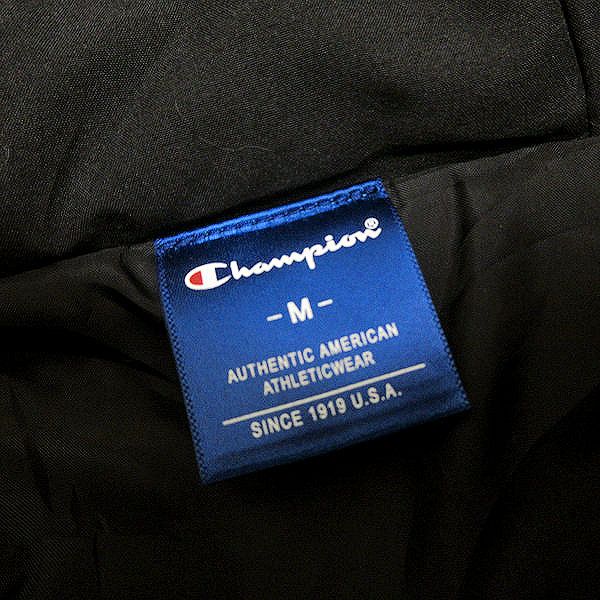 Champion®
- M -
AUTHENTIC AMERICAN
ATHLETICWEAR
SINCE 1919 U.S.A.